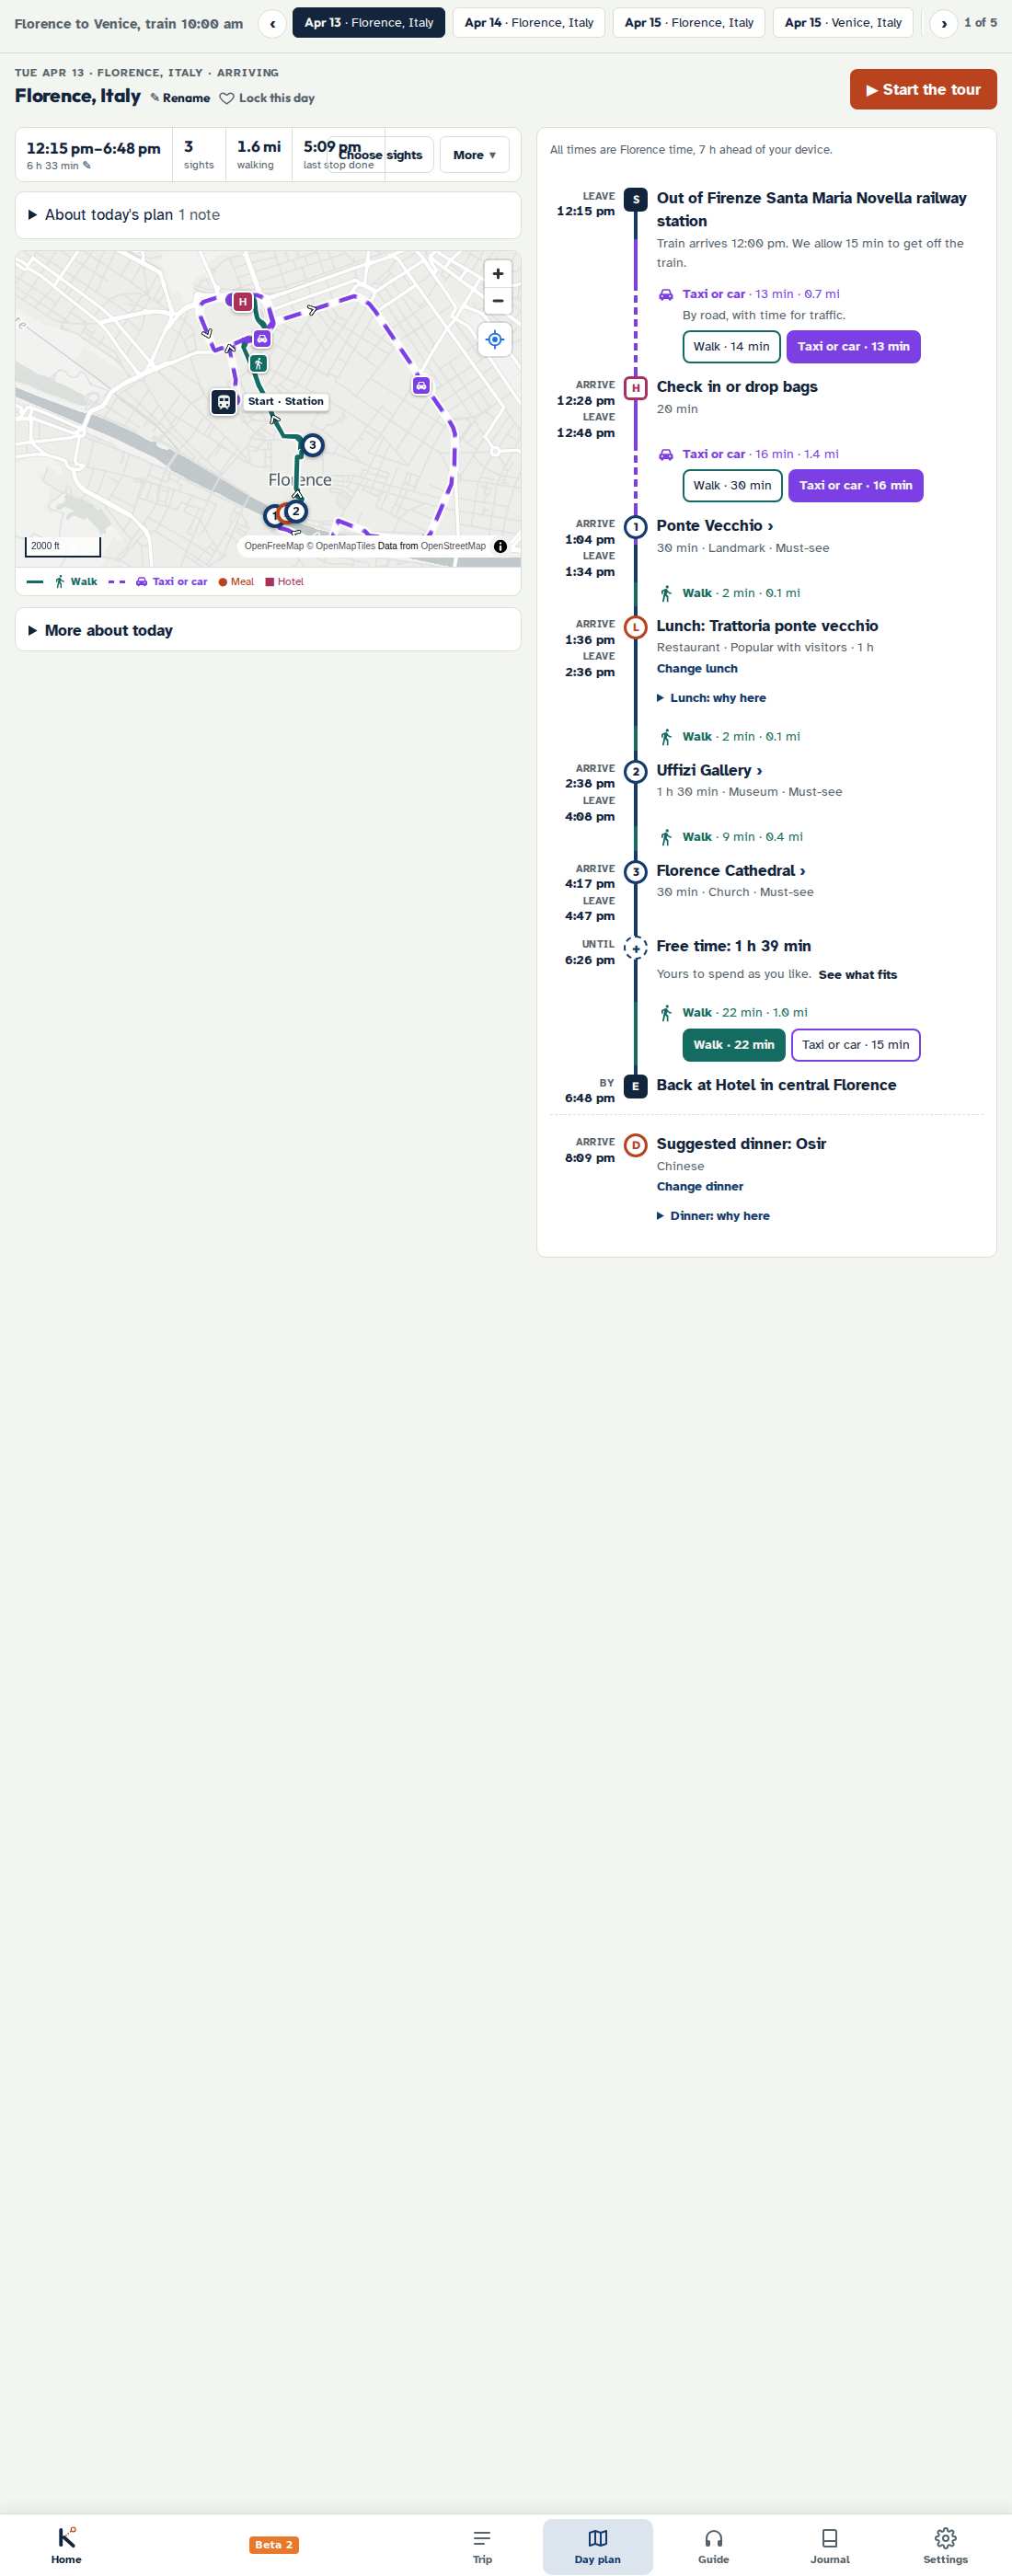 Florence to Venice, train 10:00 am
‹
Apr 13 · Florence, Italy
Apr 14 · Florence, Italy
Apr 15 · Florence, Italy
Apr 15 · Venice, Italy
›
1 of 5
TUE APR 13 · FLORENCE, ITALY · ARRIVING
Florence, Italy
✎ Rename
Lock this day
▶ Start the tour
12:15 pm–6:48 pm
6 h 33 min ✎
3
sights
1.6 mi
walking
5:09 pm
last stop done
Choose sights
More ▾
▶ About today's plan 1 note
H
Start · Station
3
Florence
1
2
+
−
2000 ft
OpenFreeMap © OpenMapTiles Data from OpenStreetMap
Walk
Taxi or car
Meal
Hotel
▶ More about today
All times are Florence time, 7 h ahead of your device.
LEAVE
12:15 pm
S
Out of Firenze Santa Maria Novella railway
station
Train arrives 12:00 pm. We allow 15 min to get off the
train.
Taxi or car · 13 min · 0.7 mi
By road, with time for traffic.
Walk · 14 min
Taxi or car · 13 min
ARRIVE
12:28 pm
LEAVE
12:48 pm
H
Check in or drop bags
20 min
Taxi or car · 16 min · 1.4 mi
Walk · 30 min
Taxi or car · 16 min
ARRIVE
1:04 pm
LEAVE
1:34 pm
1
Ponte Vecchio ›
30 min · Landmark · Must-see
Walk · 2 min · 0.1 mi
ARRIVE
1:36 pm
LEAVE
2:36 pm
L
Lunch: Trattoria ponte vecchio
Restaurant · Popular with visitors · 1 h
Change lunch
▶ Lunch: why here
Walk · 2 min · 0.1 mi
ARRIVE
2:38 pm
LEAVE
4:08 pm
2
Uffizi Gallery ›
1 h 30 min · Museum · Must-see
Walk · 9 min · 0.4 mi
ARRIVE
4:17 pm
LEAVE
4:47 pm
3
Florence Cathedral ›
30 min · Church · Must-see
UNTIL
6:26 pm
+
Free time: 1 h 39 min
Yours to spend as you like. See what fits
Walk · 22 min · 1.0 mi
Walk · 22 min
Taxi or car · 15 min
BY
6:48 pm
E
Back at Hotel in central Florence
ARRIVE
8:09 pm
D
Suggested dinner: Osir
Chinese
Change dinner
▶ Dinner: why here
Home
Beta 2
Trip
Day plan
Guide
Journal
Settings